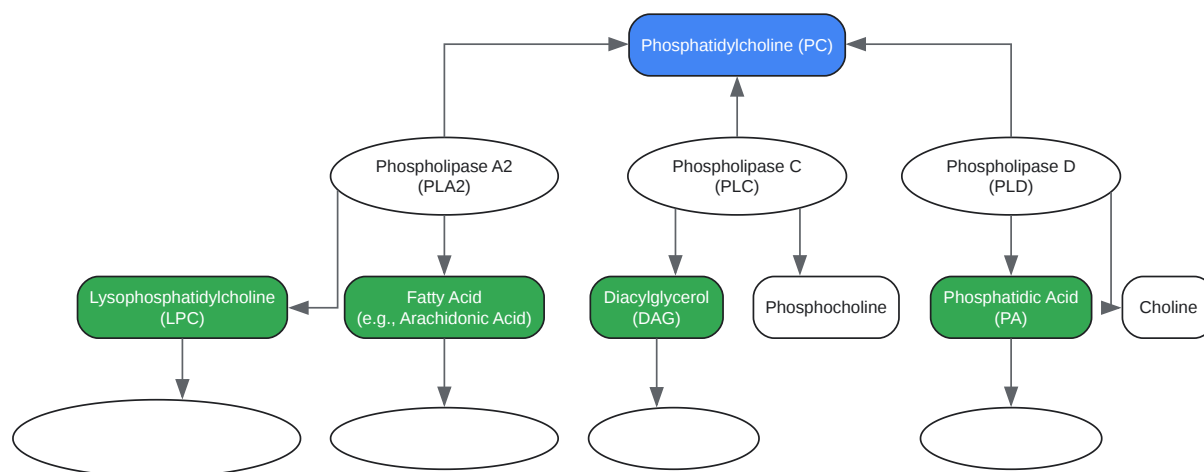 Phosphatidylcholine (PC)
Phospholipase A2
(PLA2)
Phospholipase C
(PLC)
Phospholipase D
(PLD)
Lysophosphatidylcholine
(LPC)
Fatty Acid
(e.g., Arachidonic Acid)
Diacylglycerol
(DAG)
Phosphocholine
Phosphatidic Acid
(PA)
Choline